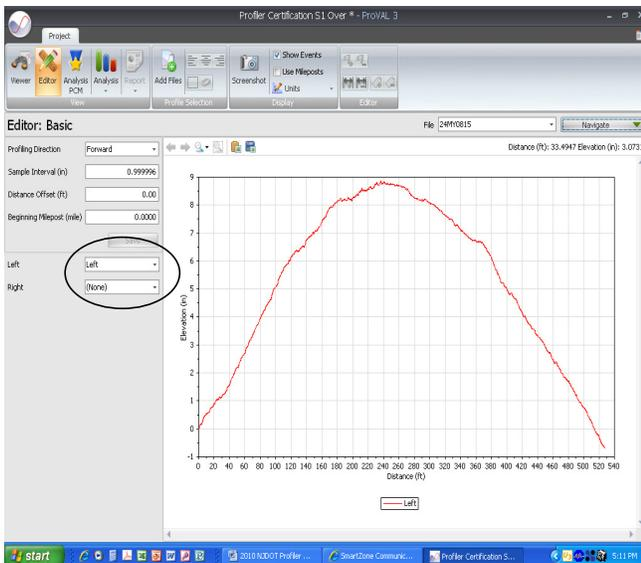 Profiler Certification S1 Over * - ProVAL 3
Project
Viewer
Editor
Analysis PCM
Analysis
Report
Add Files
Screenshot
Show Events
Use Mileposts
Units
View
Profile Selection
Display
Editor
Editor: Basic
File 24MY0815
Navigate
Profiling Direction Forward
Distance (ft): 33.4947 Elevation (in): 3.073
Sample Interval (in) 0.999996
Distance Offset (ft) 0.00
Beginning Milepost (mile) 0.0000
Save
Left Left
Right (None)
Elevation (in)
9
8
7
6
5
4
3
2
1
0
-1
0 20 40 60 80 100 120 140 160 180 200 220 240 260 280 300 320 340 360 380 400 420 440 460 480 500 520 540
Distance (ft)
Left
start
2010 NJDOT Profiler ...
SmartZone Communic...
Profiler Certification S...
5:11 PM